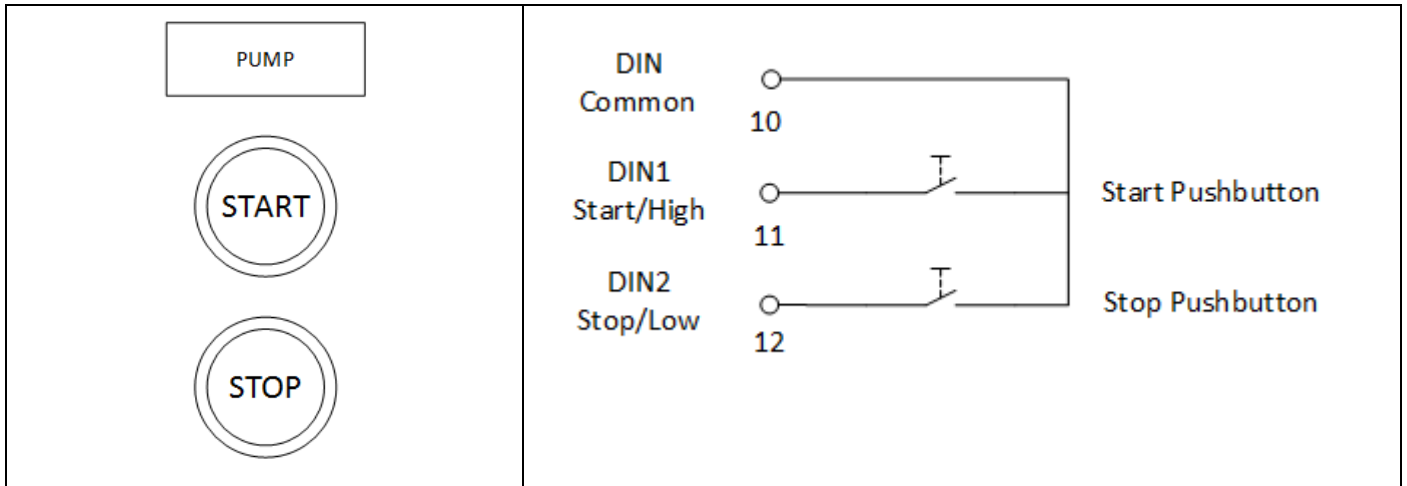 PUMP
START
STOP
DIN
Common
10
DIN1
Start/High
11
Start Pushbutton
DIN2
Stop/Low
12
Stop Pushbutton